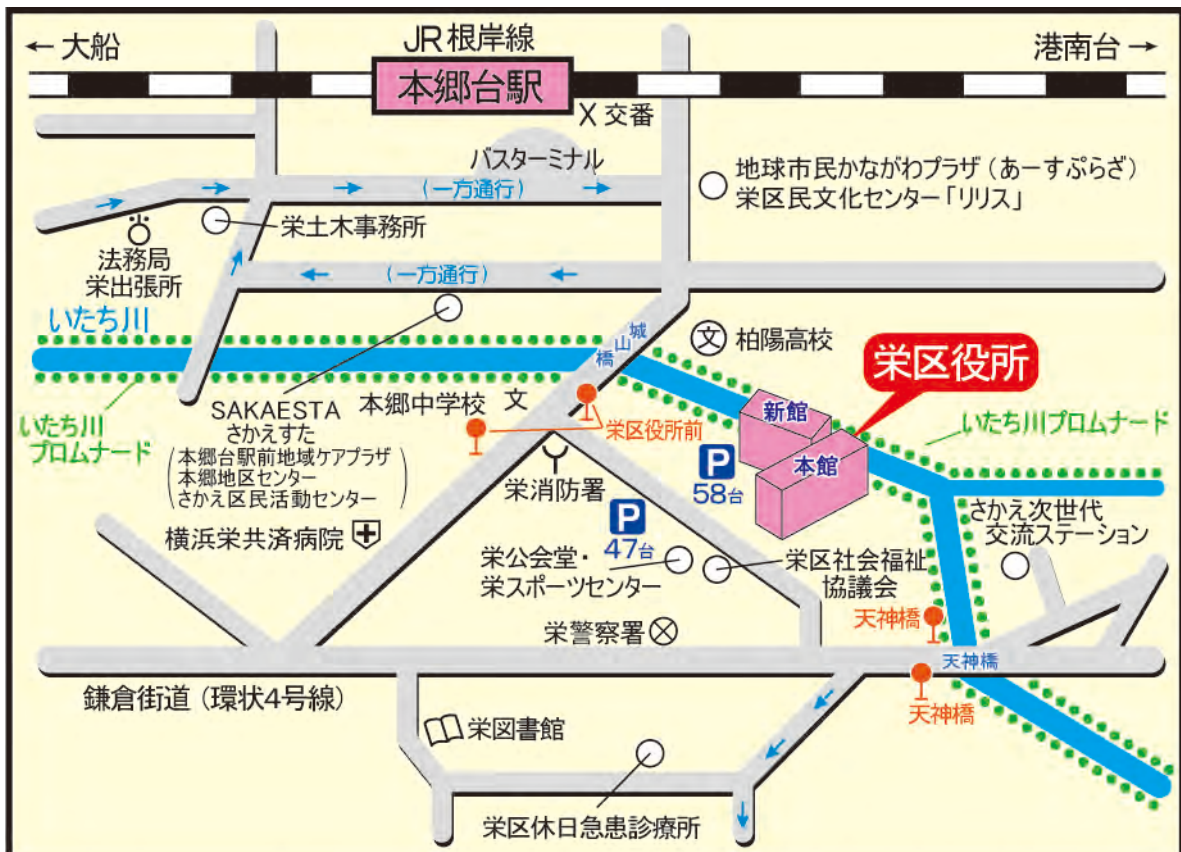 ← 大船
JR根岸線
港南台 →
本郷台駅
X 交番
バスターミナル
(一方通行)
地球市民かながわプラザ(あーすぷらざ)
栄区民文化センター「リリス」
栄土木事務所
法務局
栄出張所
(一方通行)
いたち川
城山橋
文 柏陽高校
栄区役所
新館
本館
いたち川
プロムナード
いたち川プロムナード
SAKAESTA
さかえすた
(本郷台駅前地域ケアプラザ
本郷地区センター
さかえ区民活動センター)
本郷中学校 文
栄区役所前
P
58台
栄消防署
P
47台
横浜栄共済病院
栄公会堂・
栄スポーツセンター
栄区社会福祉
協議会
さかえ次世代
交流ステーション
栄警察署
天神橋
天神橋
天神橋
鎌倉街道(環状4号線)
栄図書館
栄区休日急患診療所